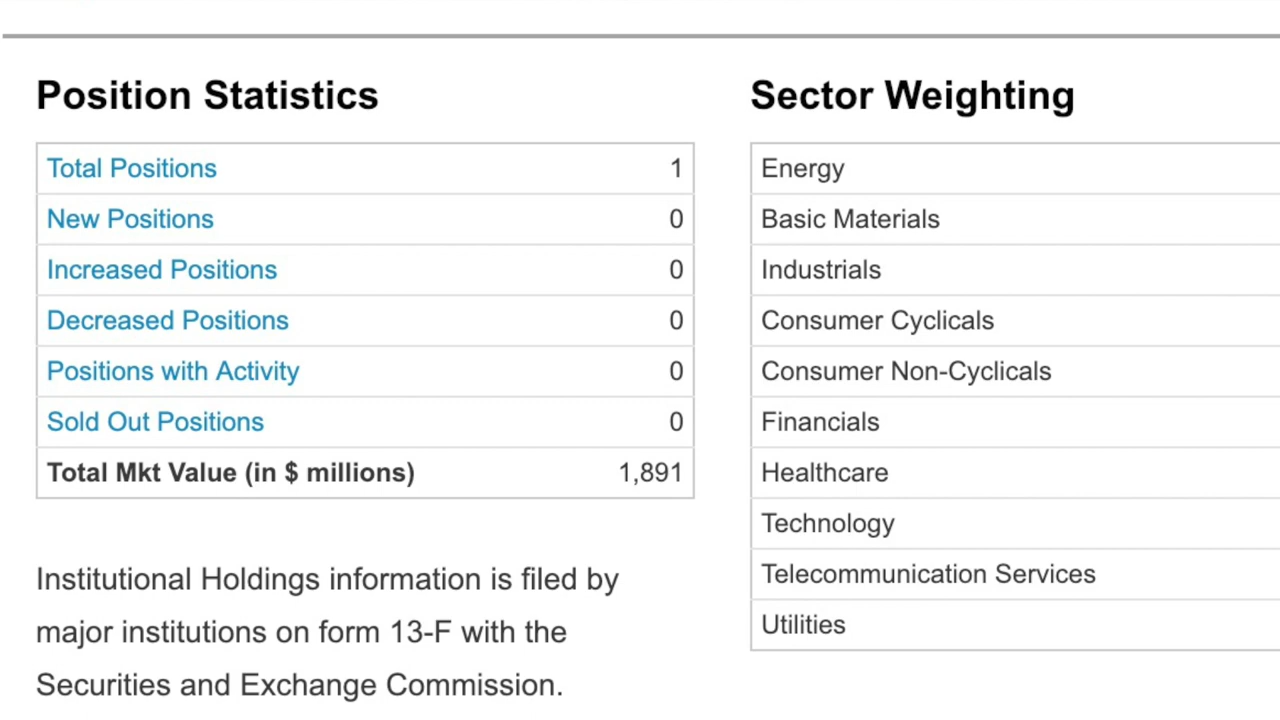 Position Statistics
Total Positions 1
New Positions 0
Increased Positions 0
Decreased Positions 0
Positions with Activity 0
Sold Out Positions 0
Total Mkt Value (in $ millions) 1,891
Institutional Holdings information is filed by
major institutions on form 13-F with the
Securities and Exchange Commission.
Sector Weighting
Energy
Basic Materials
Industrials
Consumer Cyclicals
Consumer Non-Cyclicals
Financials
Healthcare
Technology
Telecommunication Services
Utilities